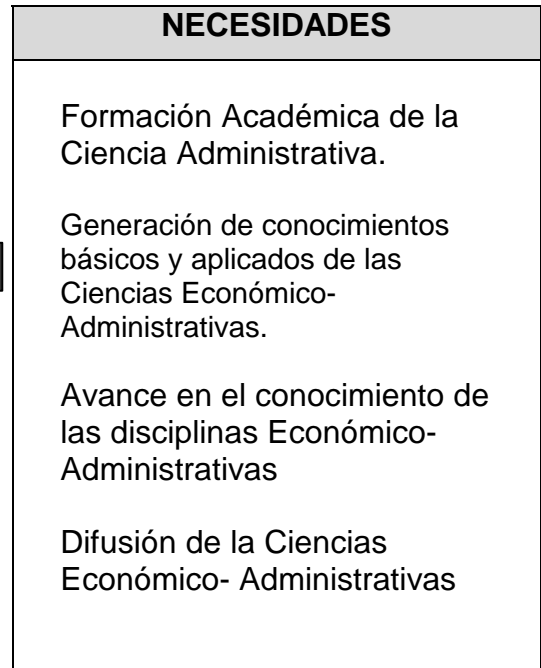 NECESIDADES
Formación Académica de la
Ciencia Administrativa.
Generación de conocimientos
básicos y aplicados de las
Ciencias Económico-
Administrativas.
Avance en el conocimiento de
las disciplinas Económico-
Administrativas
Difusión de la Ciencias
Económico- Administrativas